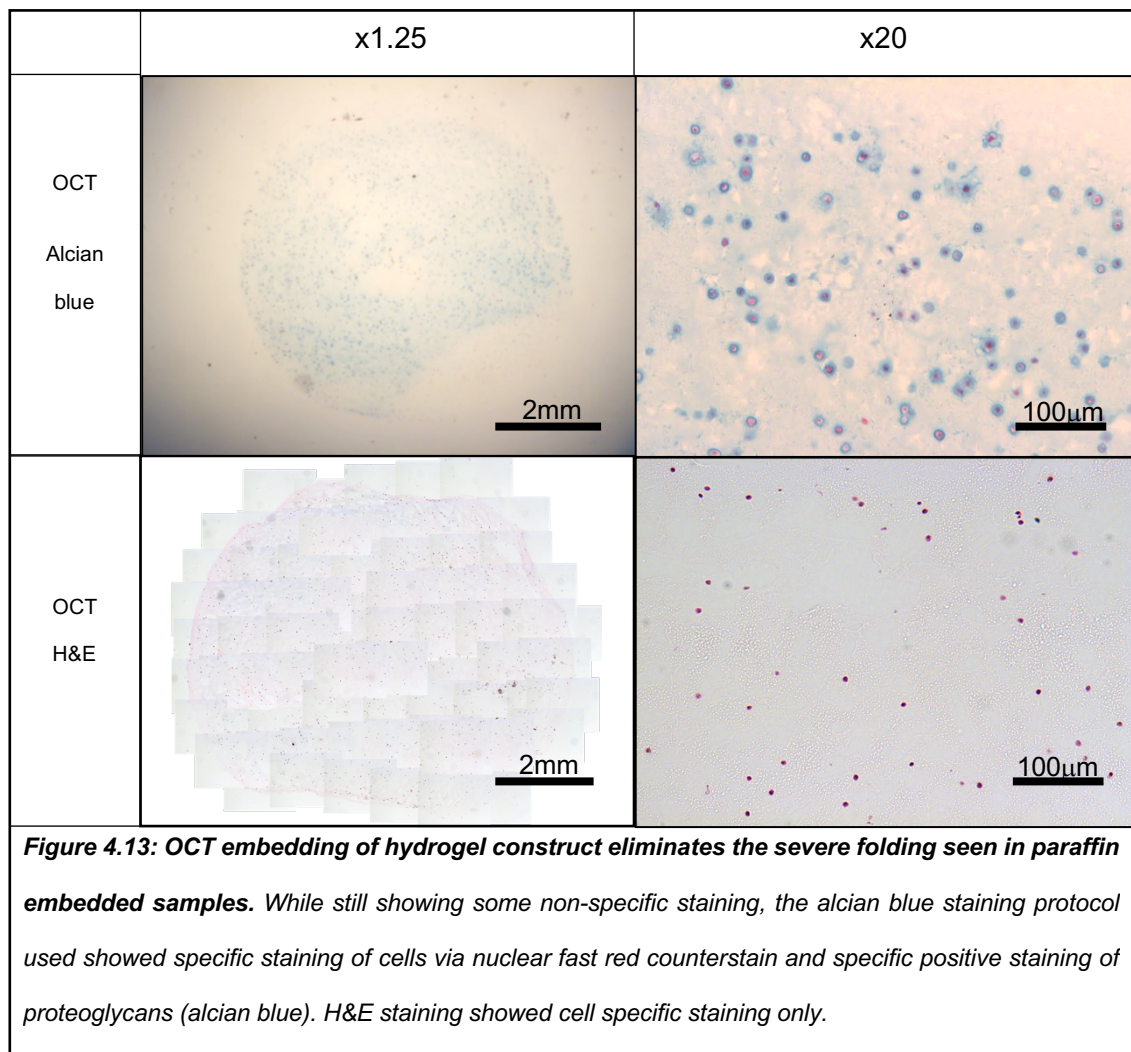 x1.25
x20
OCT
Alcian
blue
2mm
100μm
OCT
H&E
2mm
100μm
Figure 4.13: OCT embedding of hydrogel construct eliminates the severe folding seen in paraffin
embedded samples. While still showing some non-specific staining, the alcian blue staining protocol
used showed specific staining of cells via nuclear fast red counterstain and specific positive staining of
proteoglycans (alcian blue). H&E staining showed cell specific staining only.